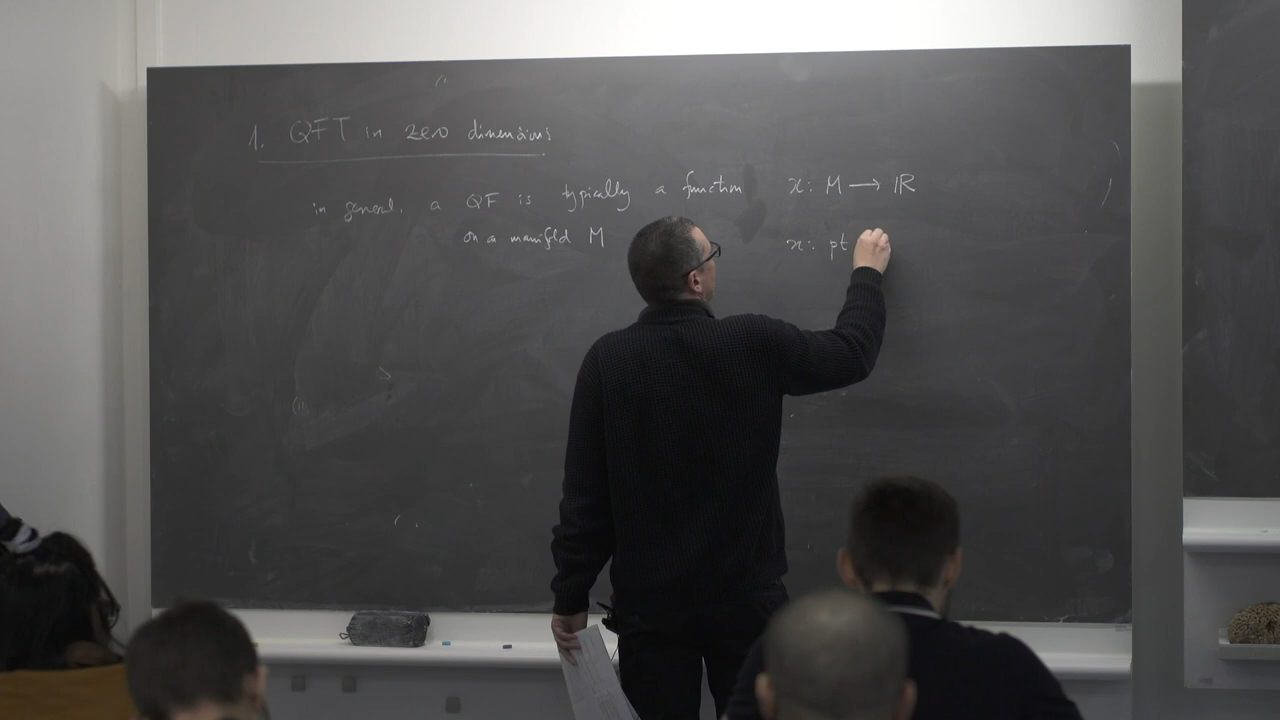 1. QFT in zero dimensions
in general, a QF is typically a function x: M → ℝ
on a manifold M
x: pt